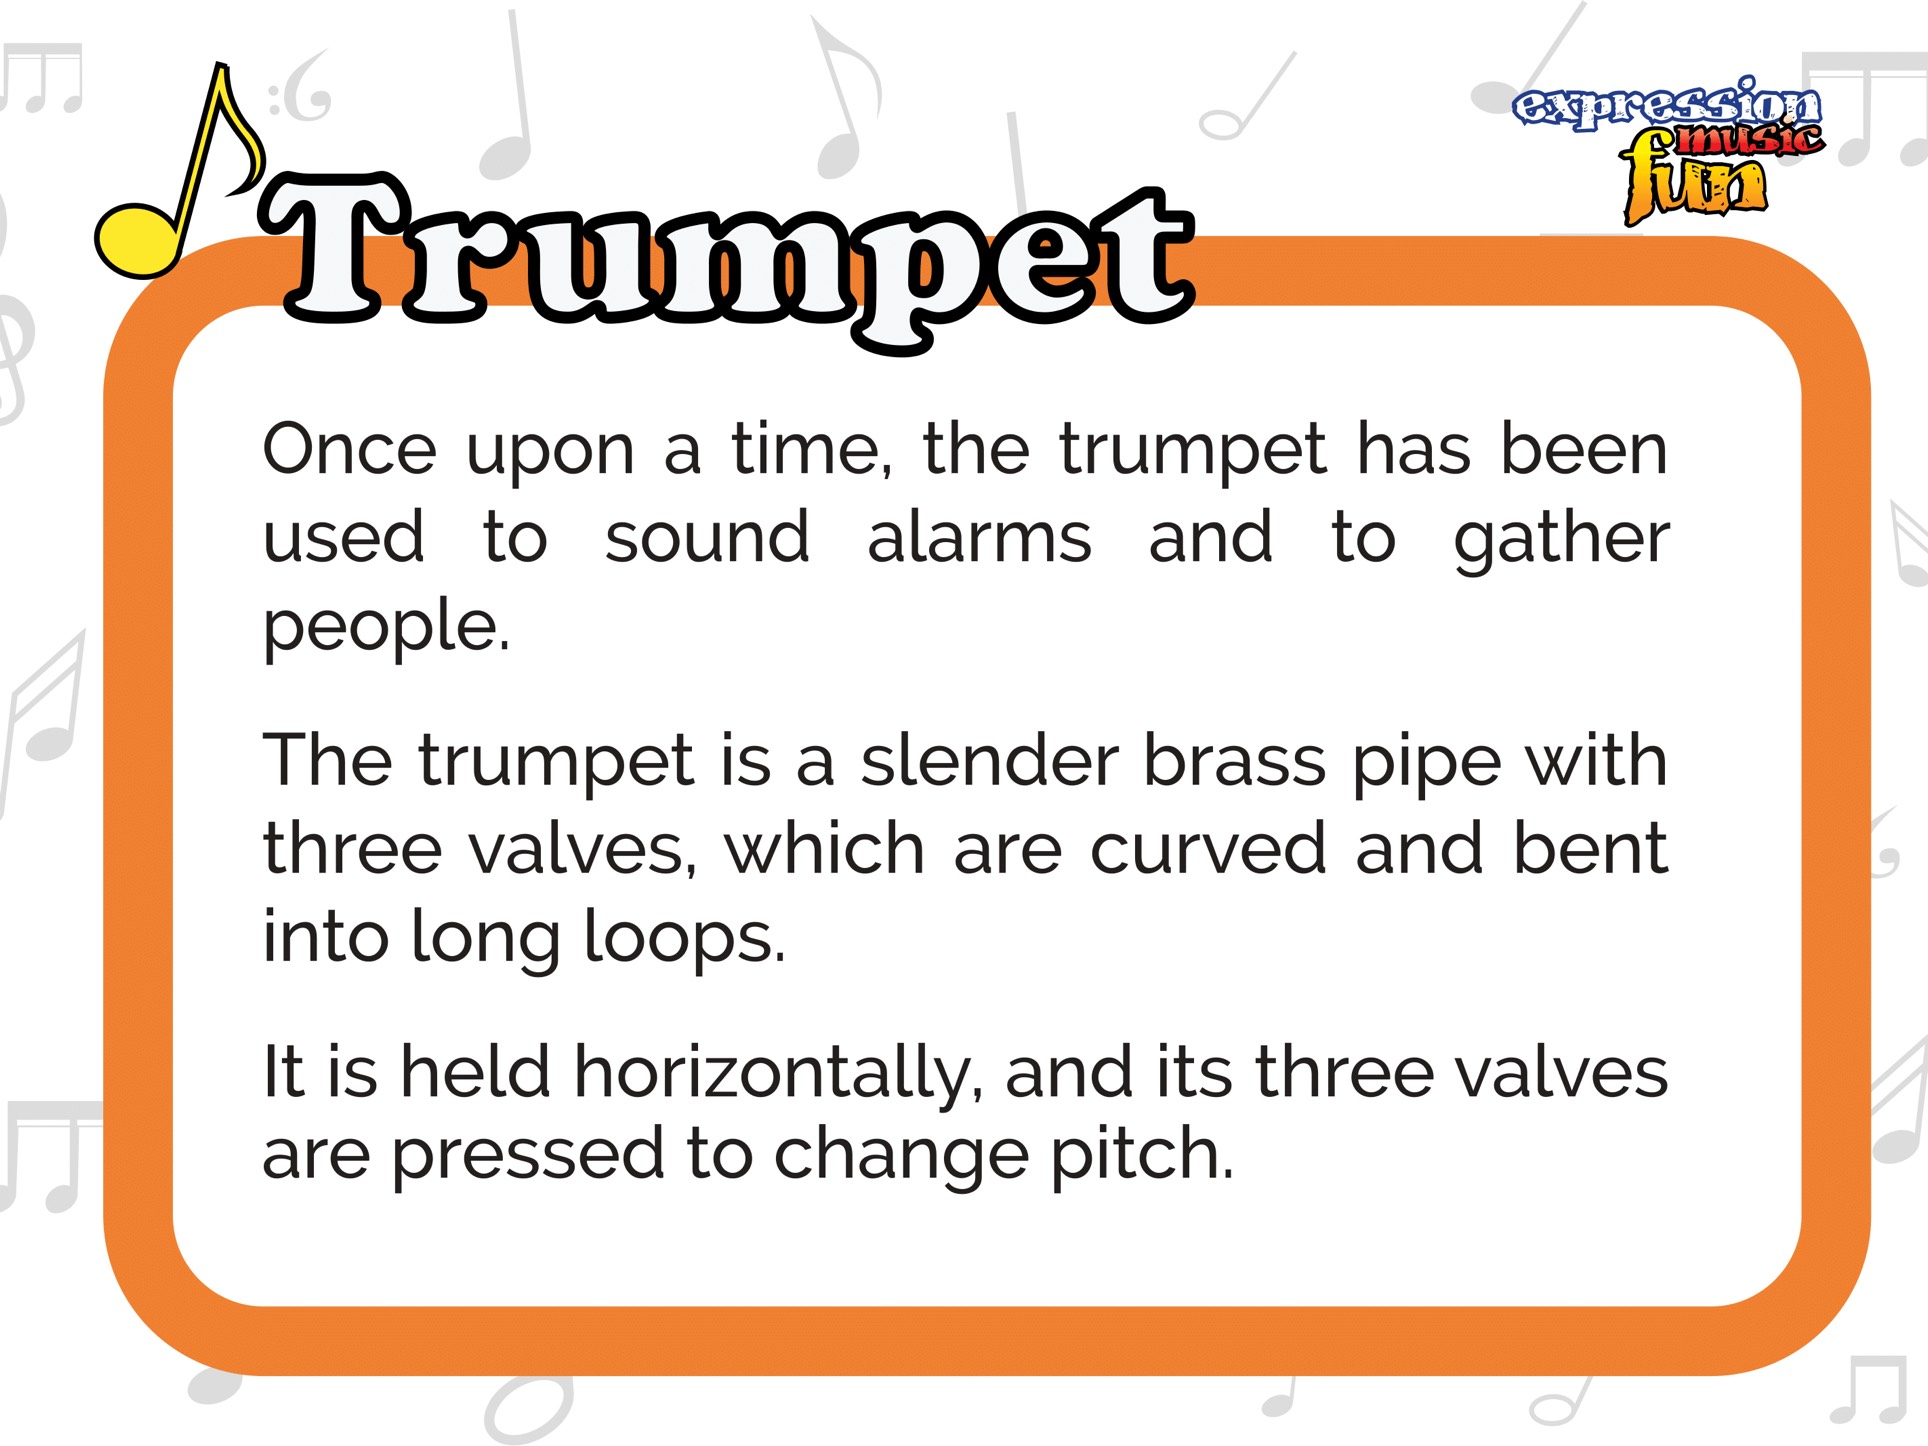 expression
music
fun
Trumpet
Once upon a time, the trumpet has been
used to sound alarms and to gather
people.
The trumpet is a slender brass pipe with
three valves, which are curved and bent
into long loops.
It is held horizontally, and its three valves
are pressed to change pitch.